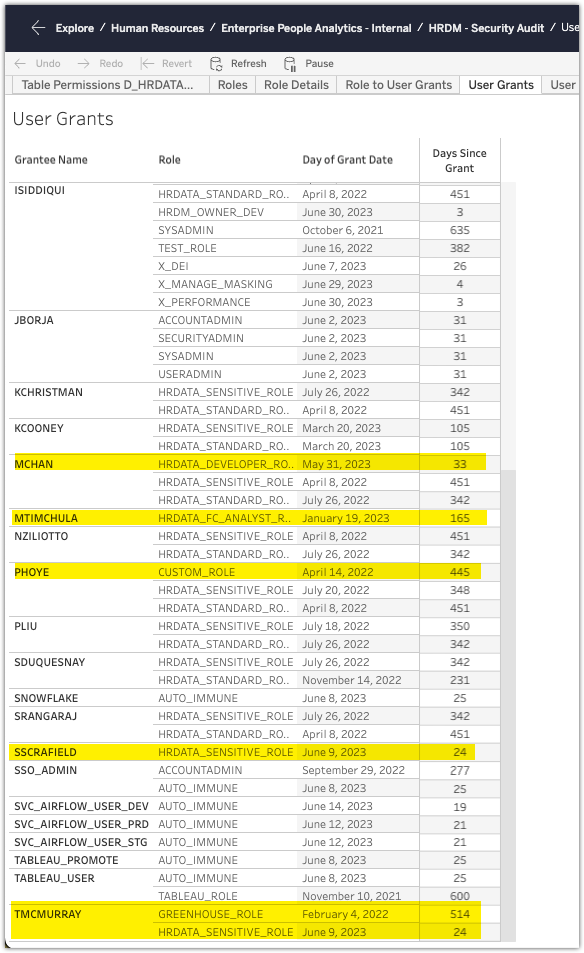 ← Explore / Human Resources / Enterprise People Analytics - Internal / HRDM - Security Audit / Use
Undo Redo Revert Refresh Pause
Table Permissions D_HRDATA... Roles Role Details Role to User Grants User Grants User
User Grants
Grantee Name Role Day of Grant Date Days Since Grant
ISIDDIQUI HRDATA_STANDARD_RO.. April 8, 2022 451
HRDM_OWNER_DEV June 30, 2023 3
SYSADMIN October 6, 2021 635
TEST_ROLE June 16, 2022 382
X_DEI June 7, 2023 26
X_MANAGE_MASKING June 29, 2023 4
X_PERFORMANCE June 30, 2023 3
JBORJA ACCOUNTADMIN June 2, 2023 31
SECURITYADMIN June 2, 2023 31
SYSADMIN June 2, 2023 31
USERADMIN June 2, 2023 31
KCHRISTMAN HRDATA_SENSITIVE_ROLE July 26, 2022 342
HRDATA_STANDARD_RO.. April 8, 2022 451
KCOONEY HRDATA_SENSITIVE_ROLE March 20, 2023 105
HRDATA_STANDARD_RO.. March 20, 2023 105
MCHAN HRDATA_DEVELOPER_RO.. May 31, 2023 33
HRDATA_SENSITIVE_ROLE April 8, 2022 451
HRDATA_STANDARD_RO.. July 26, 2022 342
MTIMCHULA HRDATA_FC_ANALYST_R.. January 19, 2023 165
NZILIOTTO HRDATA_SENSITIVE_ROLE April 8, 2022 451
HRDATA_STANDARD_RO.. July 26, 2022 342
PHOYE CUSTOM_ROLE April 14, 2022 445
HRDATA_SENSITIVE_ROLE July 20, 2022 348
HRDATA_STANDARD_RO.. April 8, 2022 451
PLIU HRDATA_SENSITIVE_ROLE July 18, 2022 350
HRDATA_STANDARD_RO.. July 26, 2022 342
SDUQUESNAY HRDATA_SENSITIVE_ROLE July 26, 2022 342
HRDATA_STANDARD_RO.. November 14, 2022 231
SNOWFLAKE AUTO_IMMUNE June 8, 2023 25
SRANGARAJ HRDATA_SENSITIVE_ROLE July 26, 2022 342
HRDATA_STANDARD_RO.. April 8, 2022 451
SSCRAFIELD HRDATA_SENSITIVE_ROLE June 9, 2023 24
SSO_ADMIN ACCOUNTADMIN September 29, 2022 277
AUTO_IMMUNE June 8, 2023 25
SVC_AIRFLOW_USER_DEV AUTO_IMMUNE June 14, 2023 19
SVC_AIRFLOW_USER_PRD AUTO_IMMUNE June 12, 2023 21
SVC_AIRFLOW_USER_STG AUTO_IMMUNE June 12, 2023 21
TABLEAU_PROMOTE AUTO_IMMUNE June 8, 2023 25
TABLEAU_USER AUTO_IMMUNE June 8, 2023 25
TABLEAU_ROLE November 10, 2021 600
TMCMURRAY GREENHOUSE_ROLE February 4, 2022 514
HRDATA_SENSITIVE_ROLE June 9, 2023 24